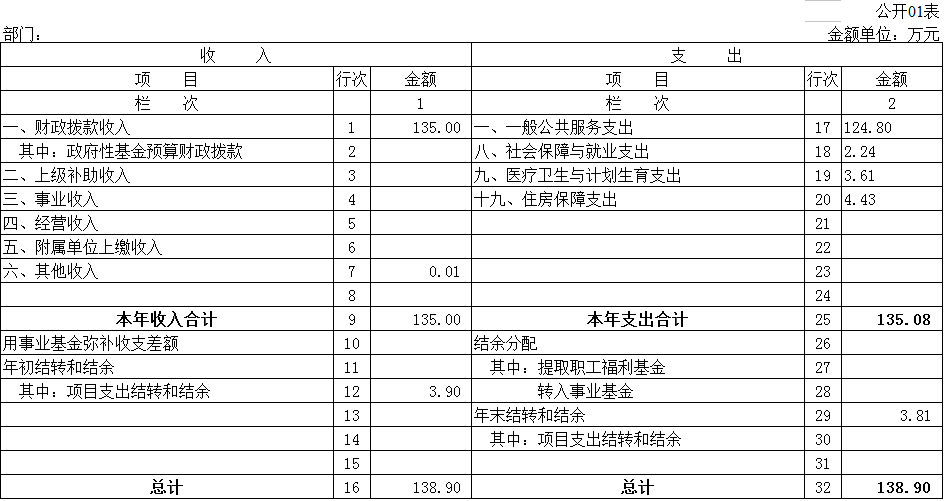 公开01表
部门： 金额单位：万元
收 入 支 出
项 目 行次 金额 项 目 行次 金额
栏 次 1 栏 次 2
一、财政拨款收入 1 135.00 一、一般公共服务支出 17 124.80
其中：政府性基金预算财政拨款 2 八、社会保障与就业支出 18 2.24
二、上级补助收入 3 九、医疗卫生与计划生育支出 19 3.61
三、事业收入 4 十九、住房保障支出 20 4.43
四、经营收入 5 21
五、附属单位上缴收入 6 22
六、其他收入 7 0.01 23
8 24
本年收入合计 9 135.00 本年支出合计 25 135.08
用事业基金弥补收支差额 10 结余分配 26
年初结转和结余 11 其中：提取职工福利基金 27
其中：项目支出结转和结余 12 3.90 转入事业基金 28
13 年末结转和结余 29 3.81
14 其中：项目支出结转和结余 30
15 31
总计 16 138.90 总计 32 138.90